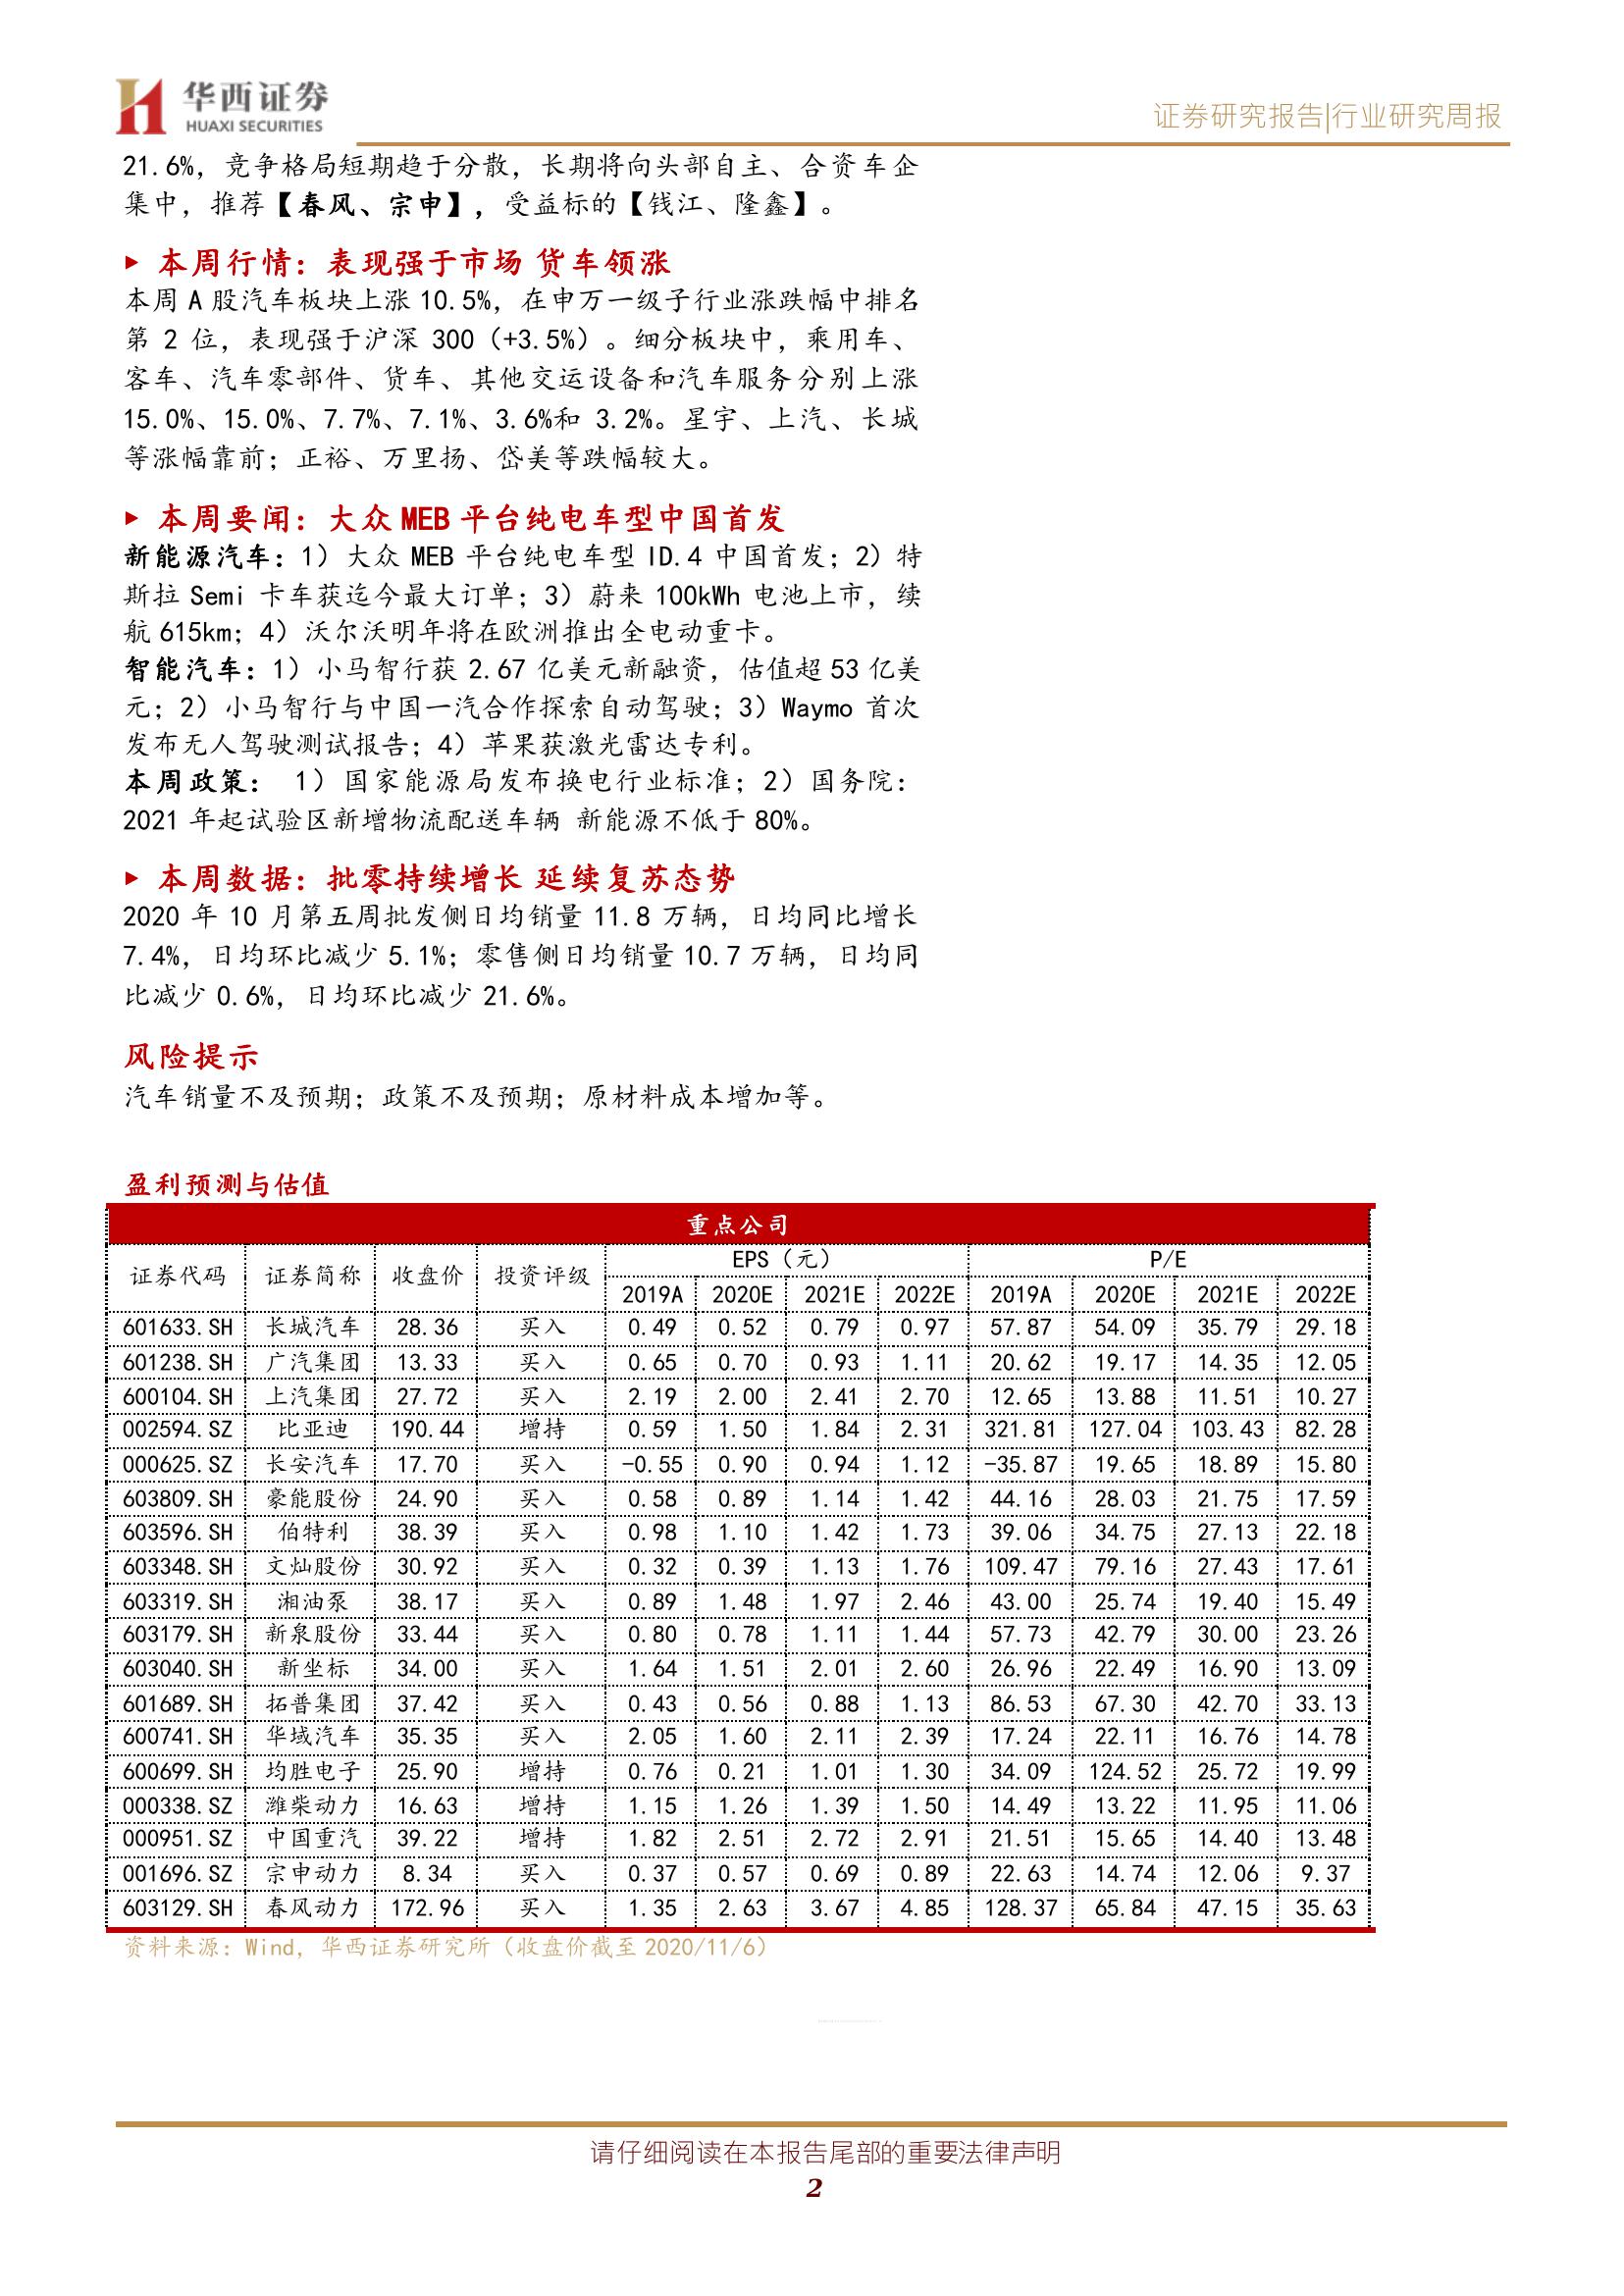 华西证券
HUAXI SECURITIES
证券研究报告|行业研究周报
21.6%，竞争格局短期趋于分散，长期将向头部自主、合资车企
集中，推荐【春风、宗申】，受益标的【钱江、隆鑫】。
▶ 本周行情：表现强于市场 货车领涨
本周 A 股汽车板块上涨 10.5%，在申万一级子行业涨跌幅中排名
第 2 位，表现强于沪深 300（+3.5%）。细分板块中，乘用车、
客车、汽车零部件、货车、其他交运设备和汽车服务分别上涨
15.0%、15.0%、7.7%、7.1%、3.6%和 3.2%。星宇、上汽、长城
等涨幅靠前；正裕、万里扬、岱美等跌幅较大。
▶ 本周要闻：大众 MEB 平台纯电车型中国首发
新能源汽车：1）大众 MEB 平台纯电车型 ID.4 中国首发；2）特
斯拉 Semi 卡车获迄今最大订单；3）蔚来 100kWh 电池上市，续
航 615km；4）沃尔沃明年将在欧洲推出全电动重卡。
智能汽车：1）小马智行获 2.67 亿美元新融资，估值超 53 亿美
元；2）小马智行与中国一汽合作探索自动驾驶；3）Waymo 首次
发布无人驾驶测试报告；4）苹果获激光雷达专利。
本周政策： 1）国家能源局发布换电行业标准；2）国务院：
2021 年起试验区新增物流配送车辆 新能源不低于 80%。
▶ 本周数据：批零持续增长 延续复苏态势
2020 年 10 月第五周批发侧日均销量 11.8 万辆，日均同比增长
7.4%，日均环比减少 5.1%；零售侧日均销量 10.7 万辆，日均同
比减少 0.6%，日均环比减少 21.6%。
风险提示
汽车销量不及预期；政策不及预期；原材料成本增加等。
盈利预测与估值
重点公司
证券代码 证券简称 收盘价 投资评级 EPS（元） P/E
2019A 2020E 2021E 2022E 2019A 2020E 2021E 2022E
601633.SH 长城汽车 28.36 买入 0.49 0.52 0.79 0.97 57.87 54.09 35.79 29.18
601238.SH 广汽集团 13.33 买入 0.65 0.70 0.93 1.11 20.62 19.17 14.35 12.05
600104.SH 上汽集团 27.72 买入 2.19 2.00 2.41 2.70 12.65 13.88 11.51 10.27
002594.SZ 比亚迪 190.44 增持 0.59 1.50 1.84 2.31 321.81 127.04 103.43 82.28
000625.SZ 长安汽车 17.70 买入 -0.55 0.90 0.94 1.12 -35.87 19.65 18.89 15.80
603809.SH 豪能股份 24.90 买入 0.58 0.89 1.14 1.42 44.16 28.03 21.75 17.59
603596.SH 伯特利 38.39 买入 0.98 1.10 1.42 1.73 39.06 34.75 27.13 22.18
603348.SH 文灿股份 30.92 买入 0.32 0.39 1.13 1.76 109.47 79.16 27.43 17.61
603319.SH 湘油泵 38.17 买入 0.89 1.48 1.97 2.46 43.00 25.74 19.40 15.49
603179.SH 新泉股份 33.44 买入 0.80 0.78 1.11 1.44 57.73 42.79 30.00 23.26
603040.SH 新坐标 34.00 买入 1.64 1.51 2.01 2.60 26.96 22.49 16.90 13.09
601689.SH 拓普集团 37.42 买入 0.43 0.56 0.88 1.13 86.53 67.30 42.70 33.13
600741.SH 华域汽车 35.35 买入 2.05 1.60 2.11 2.39 17.24 22.11 16.76 14.78
600699.SH 均胜电子 25.90 增持 0.76 0.21 1.01 1.30 34.09 124.52 25.72 19.99
000338.SZ 潍柴动力 16.63 增持 1.15 1.26 1.39 1.50 14.49 13.22 11.95 11.06
000951.SZ 中国重汽 39.22 增持 1.82 2.51 2.72 2.91 21.51 15.65 14.40 13.48
001696.SZ 宗申动力 8.34 买入 0.37 0.57 0.69 0.89 22.63 14.74 12.06 9.37
603129.SH 春风动力 172.96 买入 1.35 2.63 3.67 4.85 128.37 65.84 47.15 35.63
资料来源：Wind，华西证券研究所（收盘价截至 2020/11/6）
请仔细阅读在本报告尾部的重要法律声明
2